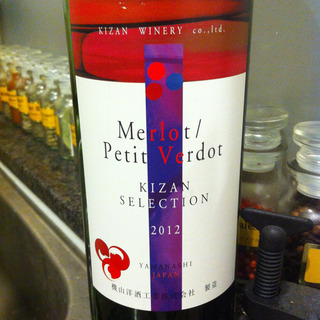 KIZAN WINERY co.,ltd.
Merlot/
Petit Verdot
KIZAN
SELECTION
2012
YAMANASHI
JAPAN
機山洋酒工業株式会社 製造